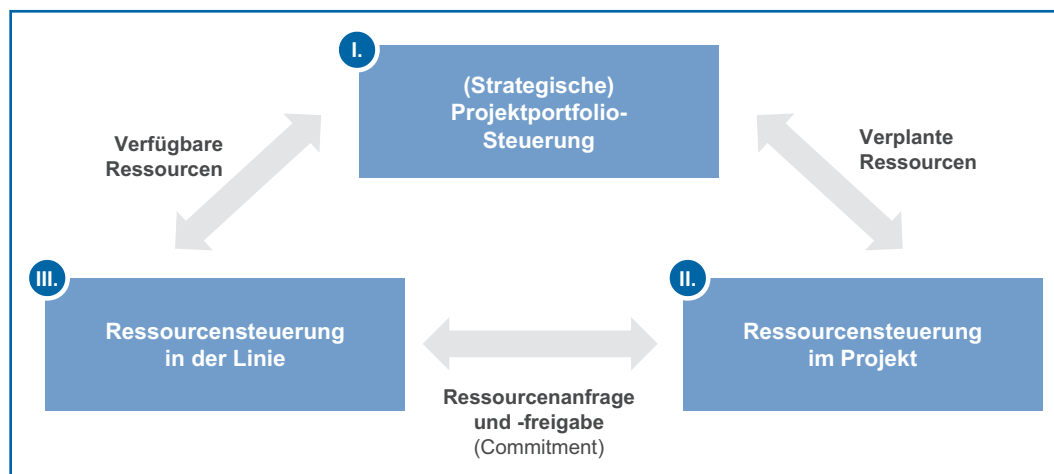 I.
(Strategische)
Projektportfolio-
Steuerung
Verfügbare
Ressourcen
Verplante
Ressourcen
III.
Ressourcensteuerung
in der Linie
II.
Ressourcensteuerung
im Projekt
Ressourcenanfrage
und -freigabe
(Commitment)